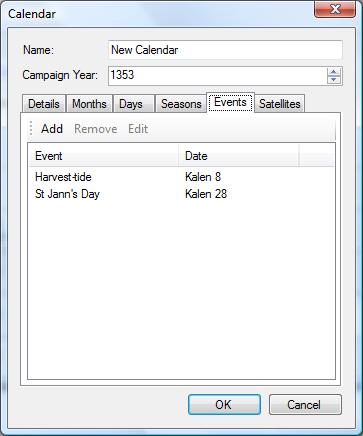 Calendar
Name: New Calendar
Campaign Year: 1353
Details Months Days Seasons Events Satellites
Add Remove Edit
Event Date
Harvest-tide Kalen 8
St Jann's Day Kalen 28
OK Cancel